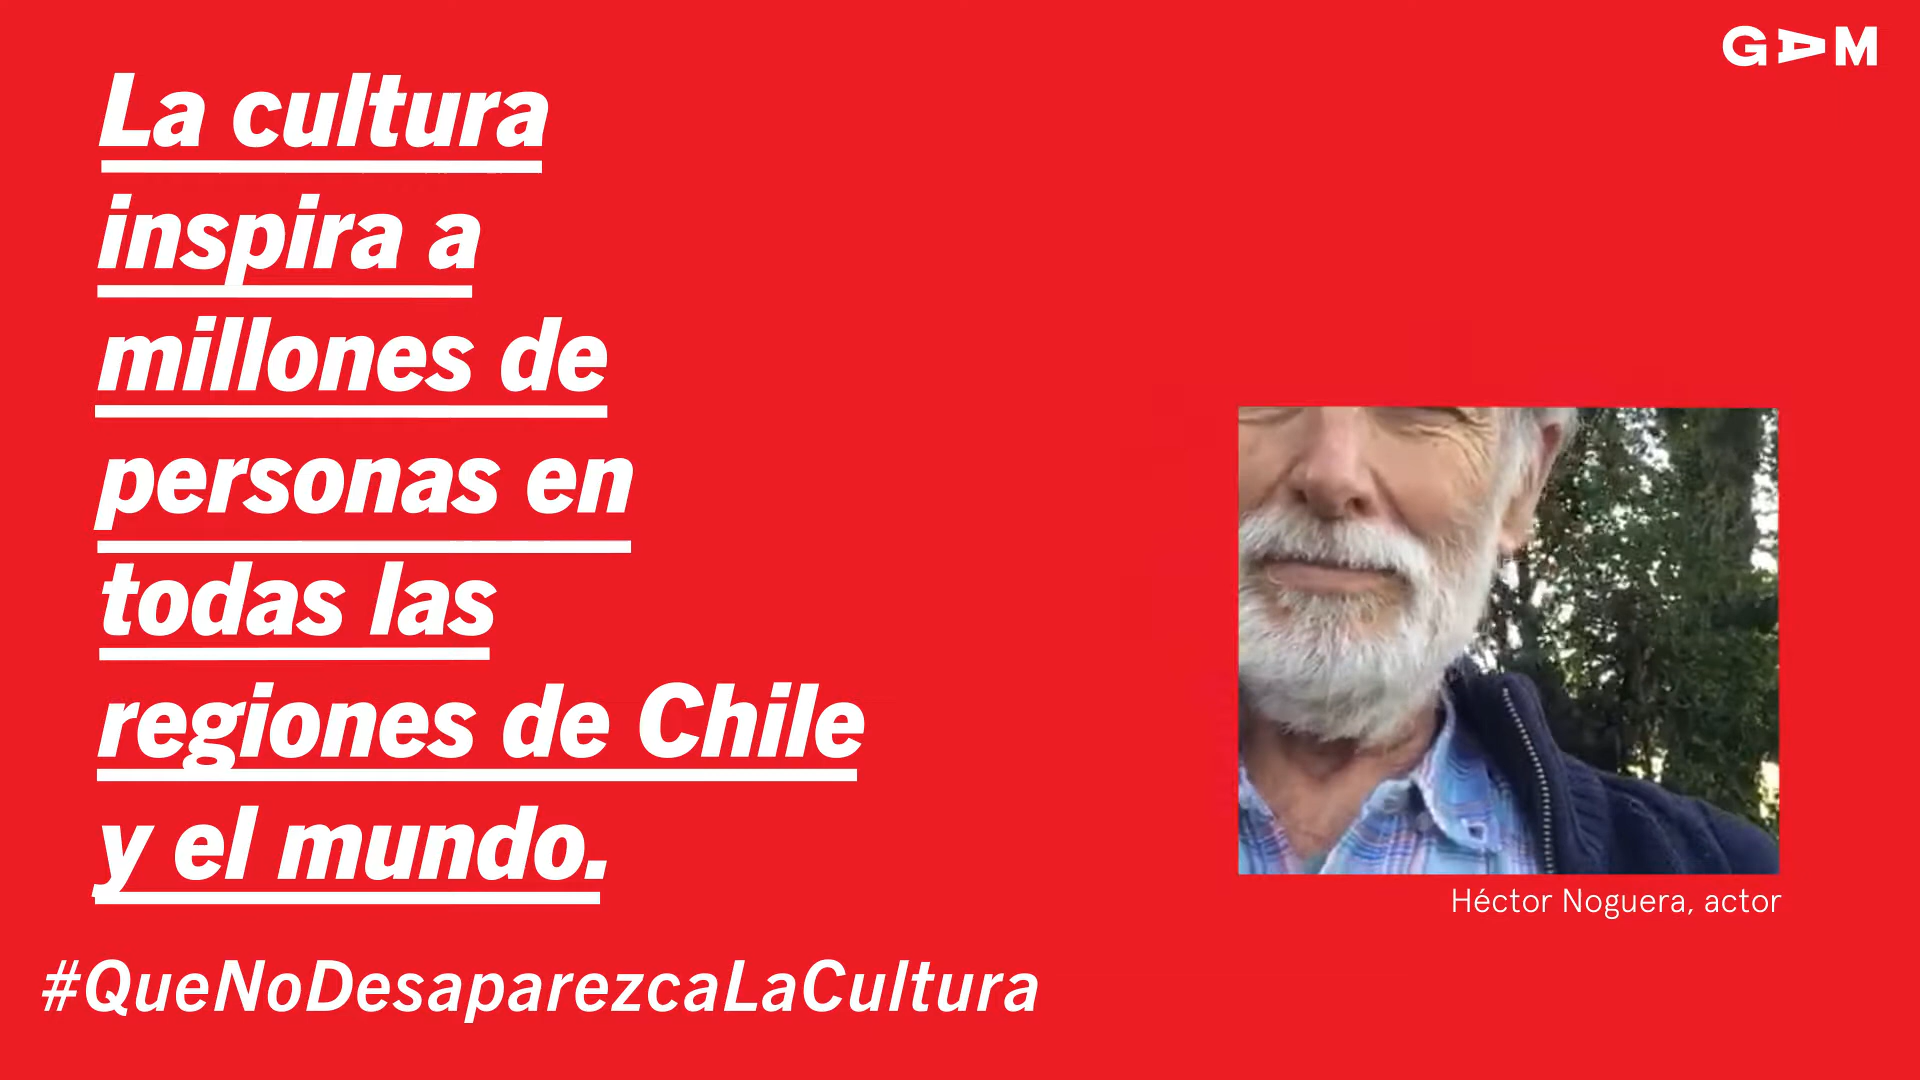 GAM
La cultura
inspira a
millones de
personas en
todas las
regiones de Chile
y el mundo.
Héctor Noguera, actor
#QueNoDesaparezcaLaCultura